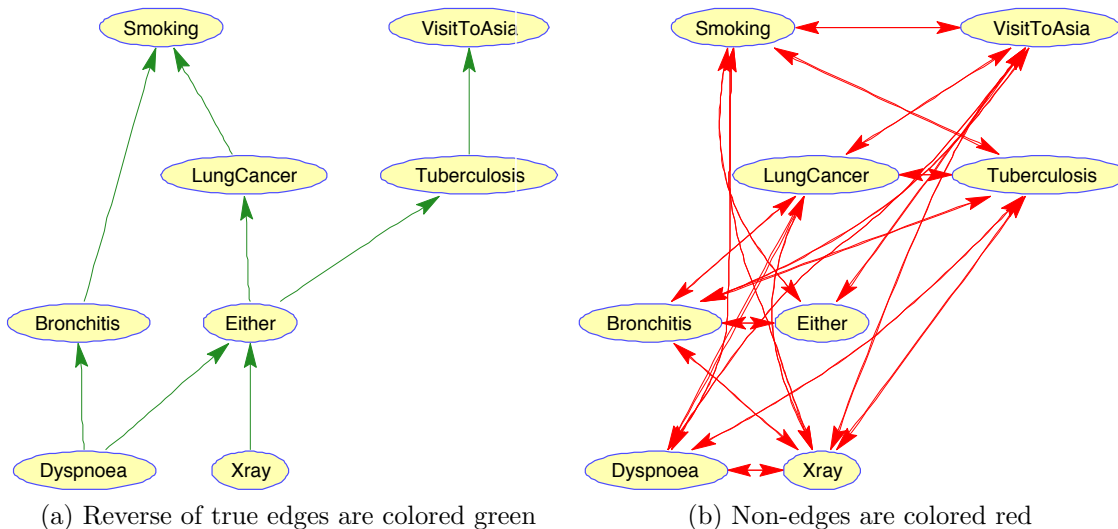 Smoking
VisitToAsia
LungCancer
Tuberculosis
Bronchitis
Either
Dyspnoea
Xray
(a) Reverse of true edges are colored green
Smoking
VisitToAsia
LungCancer
Tuberculosis
Bronchitis
Either
Dyspnoea
Xray
(b) Non-edges are colored red